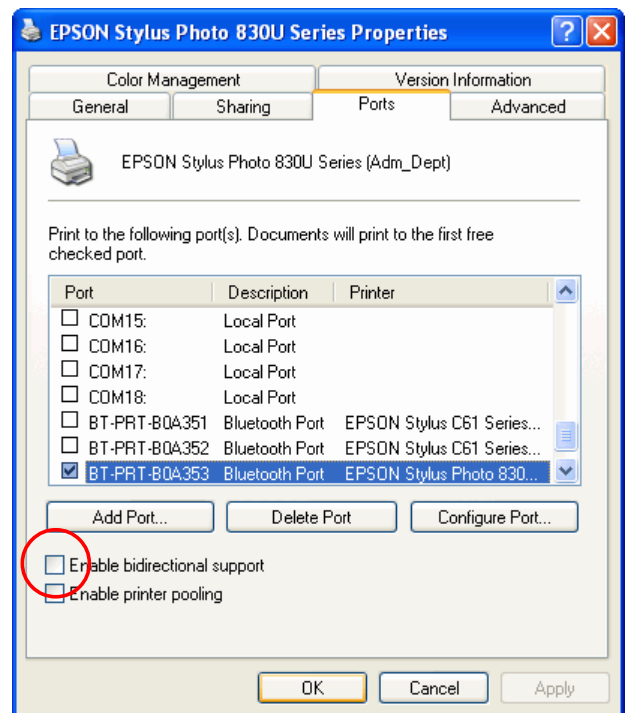 EPSON Stylus Photo 830U Series Properties
Color Management Version Information
General Sharing Ports Advanced
EPSON Stylus Photo 830U Series (Adm_Dept)
Print to the following port(s). Documents will print to the first free
checked port.
Port Description Printer
COM15: Local Port
COM16: Local Port
COM17: Local Port
COM18: Local Port
BT-PRT-B0A351 Bluetooth Port EPSON Stylus C61 Series...
BT-PRT-B0A352 Bluetooth Port EPSON Stylus C61 Series...
BT-PRT-B0A353 Bluetooth Port EPSON Stylus Photo 830...
Add Port... Delete Port Configure Port...
Enable bidirectional support
Enable printer pooling
OK Cancel Apply